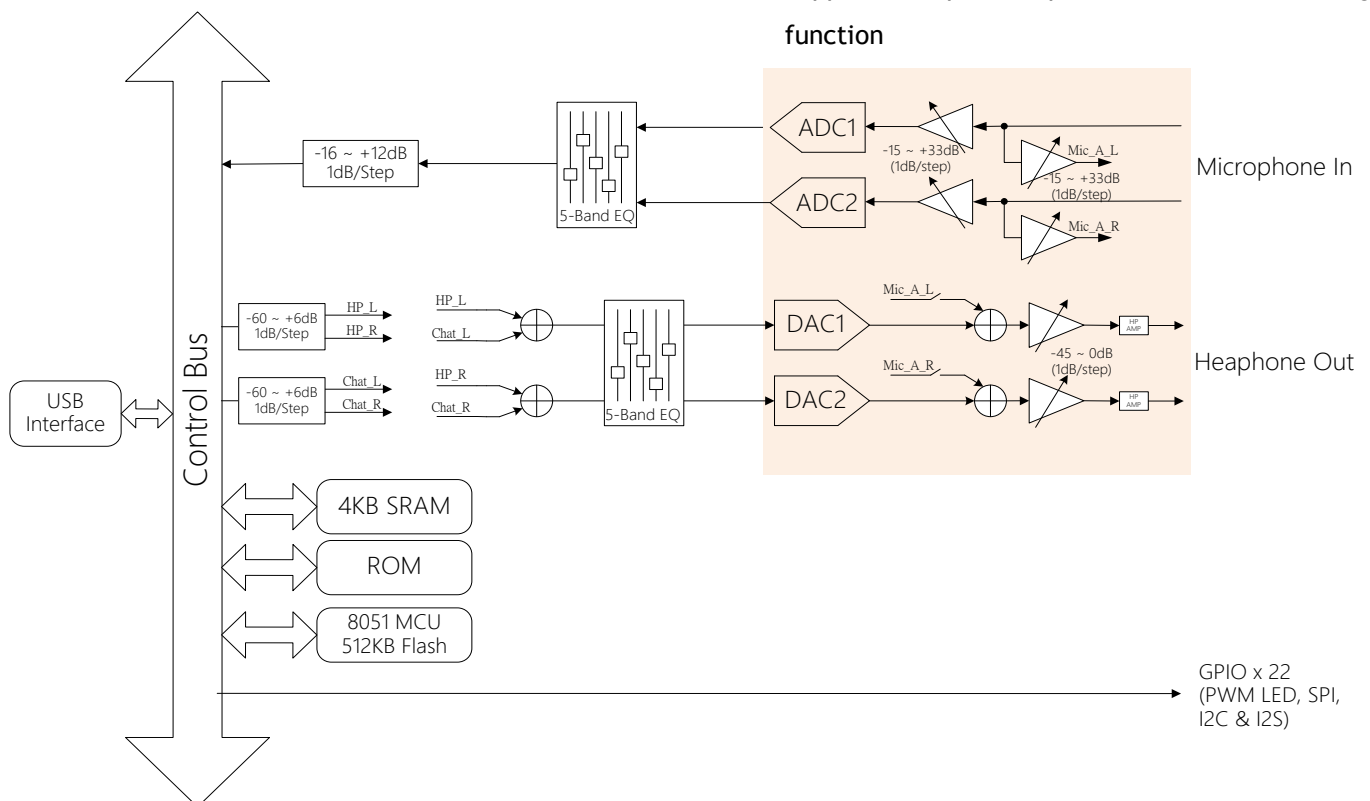 function
ADC1
-15 ~ +33dB
(1dB/step)
Mic_A_L
-15 ~ +33dB
(1dB/step)
Microphone In
-16 ~ +12dB
1dB/Step
5-Band EQ
ADC2
Mic_A_R
-60 ~ +6dB
1dB/Step
HP_L
HP_R
HP_L
Chat_L
Mic_A_L
DAC1
HP
AMP
-45 ~ 0dB
(1dB/step)
Heaphone Out
-60 ~ +6dB
1dB/Step
Chat_L
Chat_R
HP_R
Chat_R
5-Band EQ
Mic_A_R
DAC2
HP
AMP
USB
Interface
Control Bus
4KB SRAM
ROM
8051 MCU
512KB Flash
GPIO x 22
(PWM LED, SPI,
I2C & I2S)